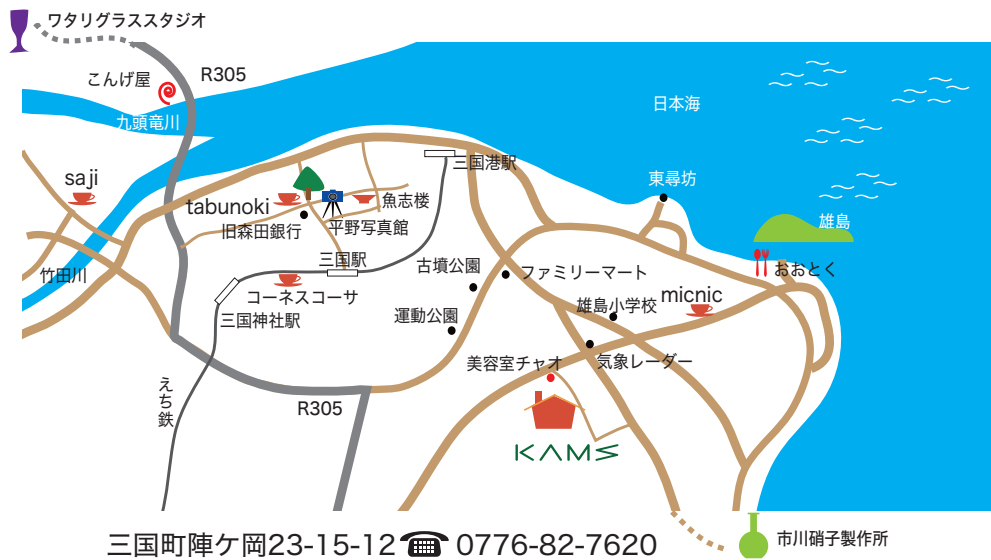 ワタリグラススタジオ
こんげ屋
R305
九頭竜川
日本海
三国港駅
saji
東尋坊
tabunoki
魚志楼
旧森田銀行
平野写真館
雄島
三国駅
古墳公園
ファミリーマート
おおとく
竹田川
コーネスコーサ
雄島小学校
micnic
三国神社駅
運動公園
美容室チャオ
気象レーダー
えち鉄
R305
KAMS
三国町陣ケ岡23-15-12 ☎ 0776-82-7620
市川硝子製作所